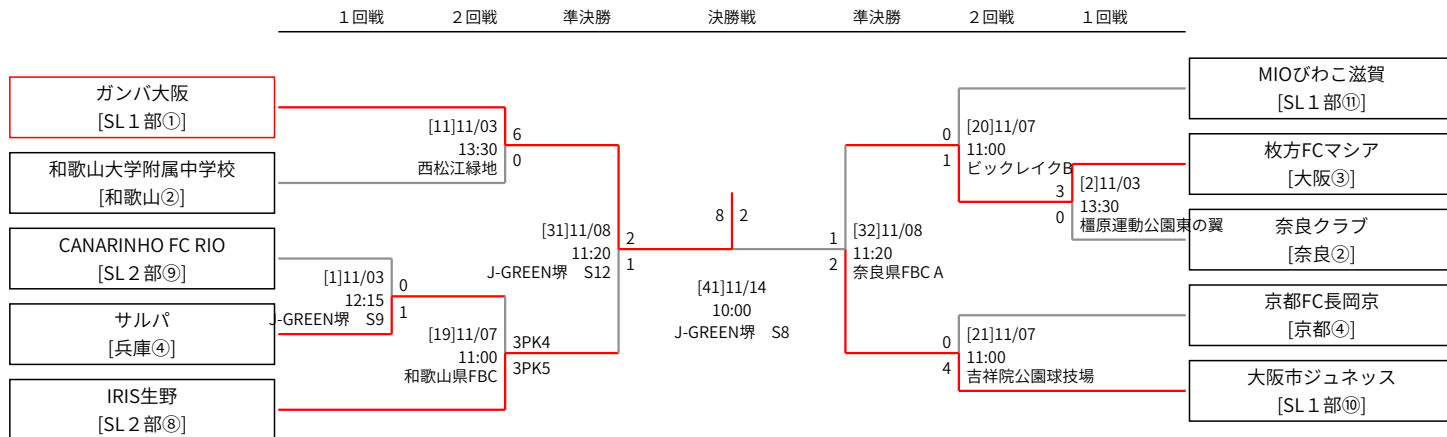 １回戦 ２回戦 準決勝 決勝戦 準決勝 ２回戦 １回戦
ガンバ大阪
[SL１部①]
和歌山大学附属中学校
[和歌山②]
CANARINHO FC RIO
[SL２部⑨]
サルパ
[兵庫④]
IRIS生野
[SL２部⑧]
[11]11/03
13:30
西松江緑地
6
0
[1]11/03
12:15
J-GREEN堺　S9
0
1
[19]11/07
11:00
和歌山県FBC
3PK4
3PK5
[31]11/08
11:20
J-GREEN堺　S12
2
1
8 2
[41]11/14
10:00
J-GREEN堺　S8
1
2
[32]11/08
11:20
奈良県FBC A
0
1
[20]11/07
11:00
ビックレイクB
3
0
[2]11/03
13:30
橿原運動公園東の翼
0
4
[21]11/07
11:00
吉祥院公園球技場
MIOびわこ滋賀
[SL１部⑪]
枚方FCマシア
[大阪③]
奈良クラブ
[奈良②]
京都FC長岡京
[京都④]
大阪市ジュネッス
[SL１部⑩]